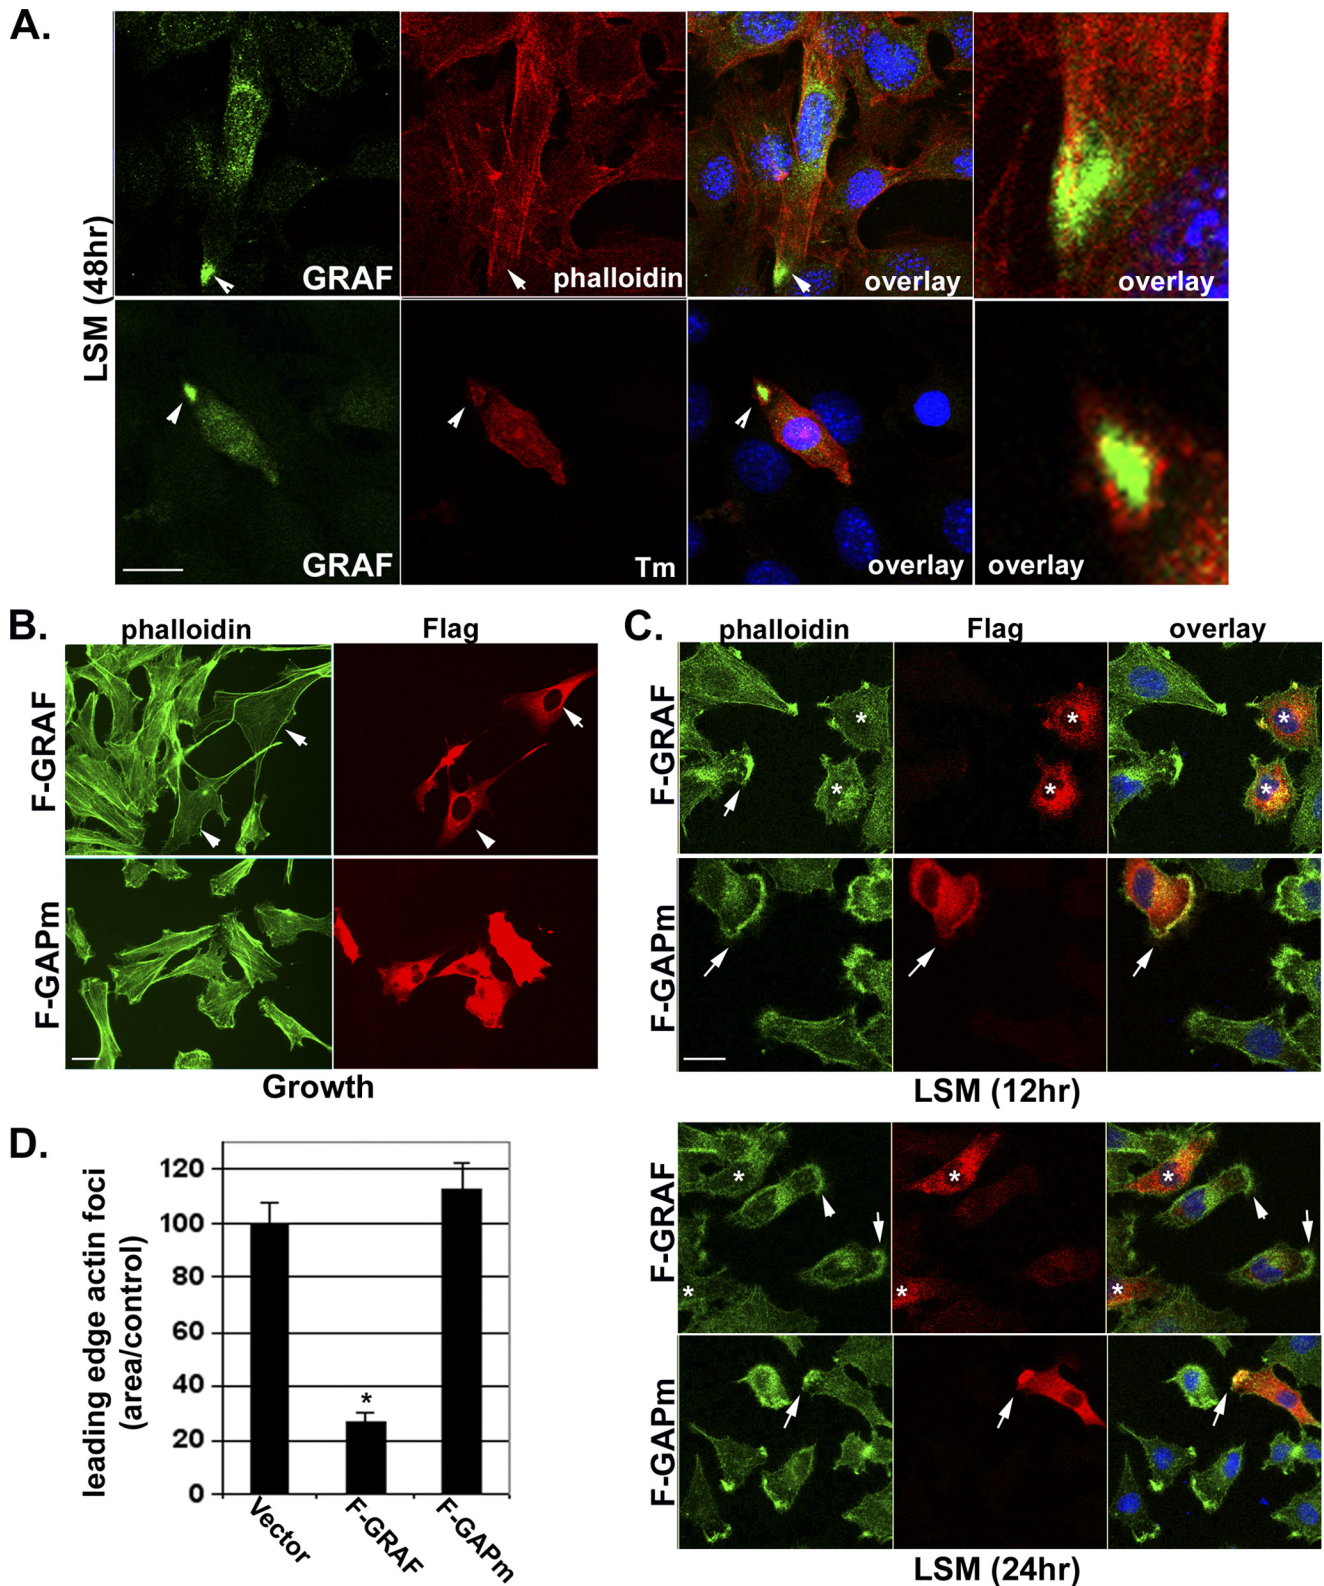 A.
LSM (48hr)
GRAF
phalloidin
overlay
overlay
GRAF
Tm
overlay
overlay
B.
phalloidin
Flag
F-GRAF
F-GAPm
Growth
C.
phalloidin
Flag
overlay
F-GRAF
*
*
*
*
*
*
F-GAPm
LSM (12hr)
F-GRAF
*
*
*
*
*
*
F-GAPm
LSM (24hr)
D.
leading edge actin foci
(area/control)
120
100
80
60
40
20
0
*
Vector
F-GRAF
F-GAPm